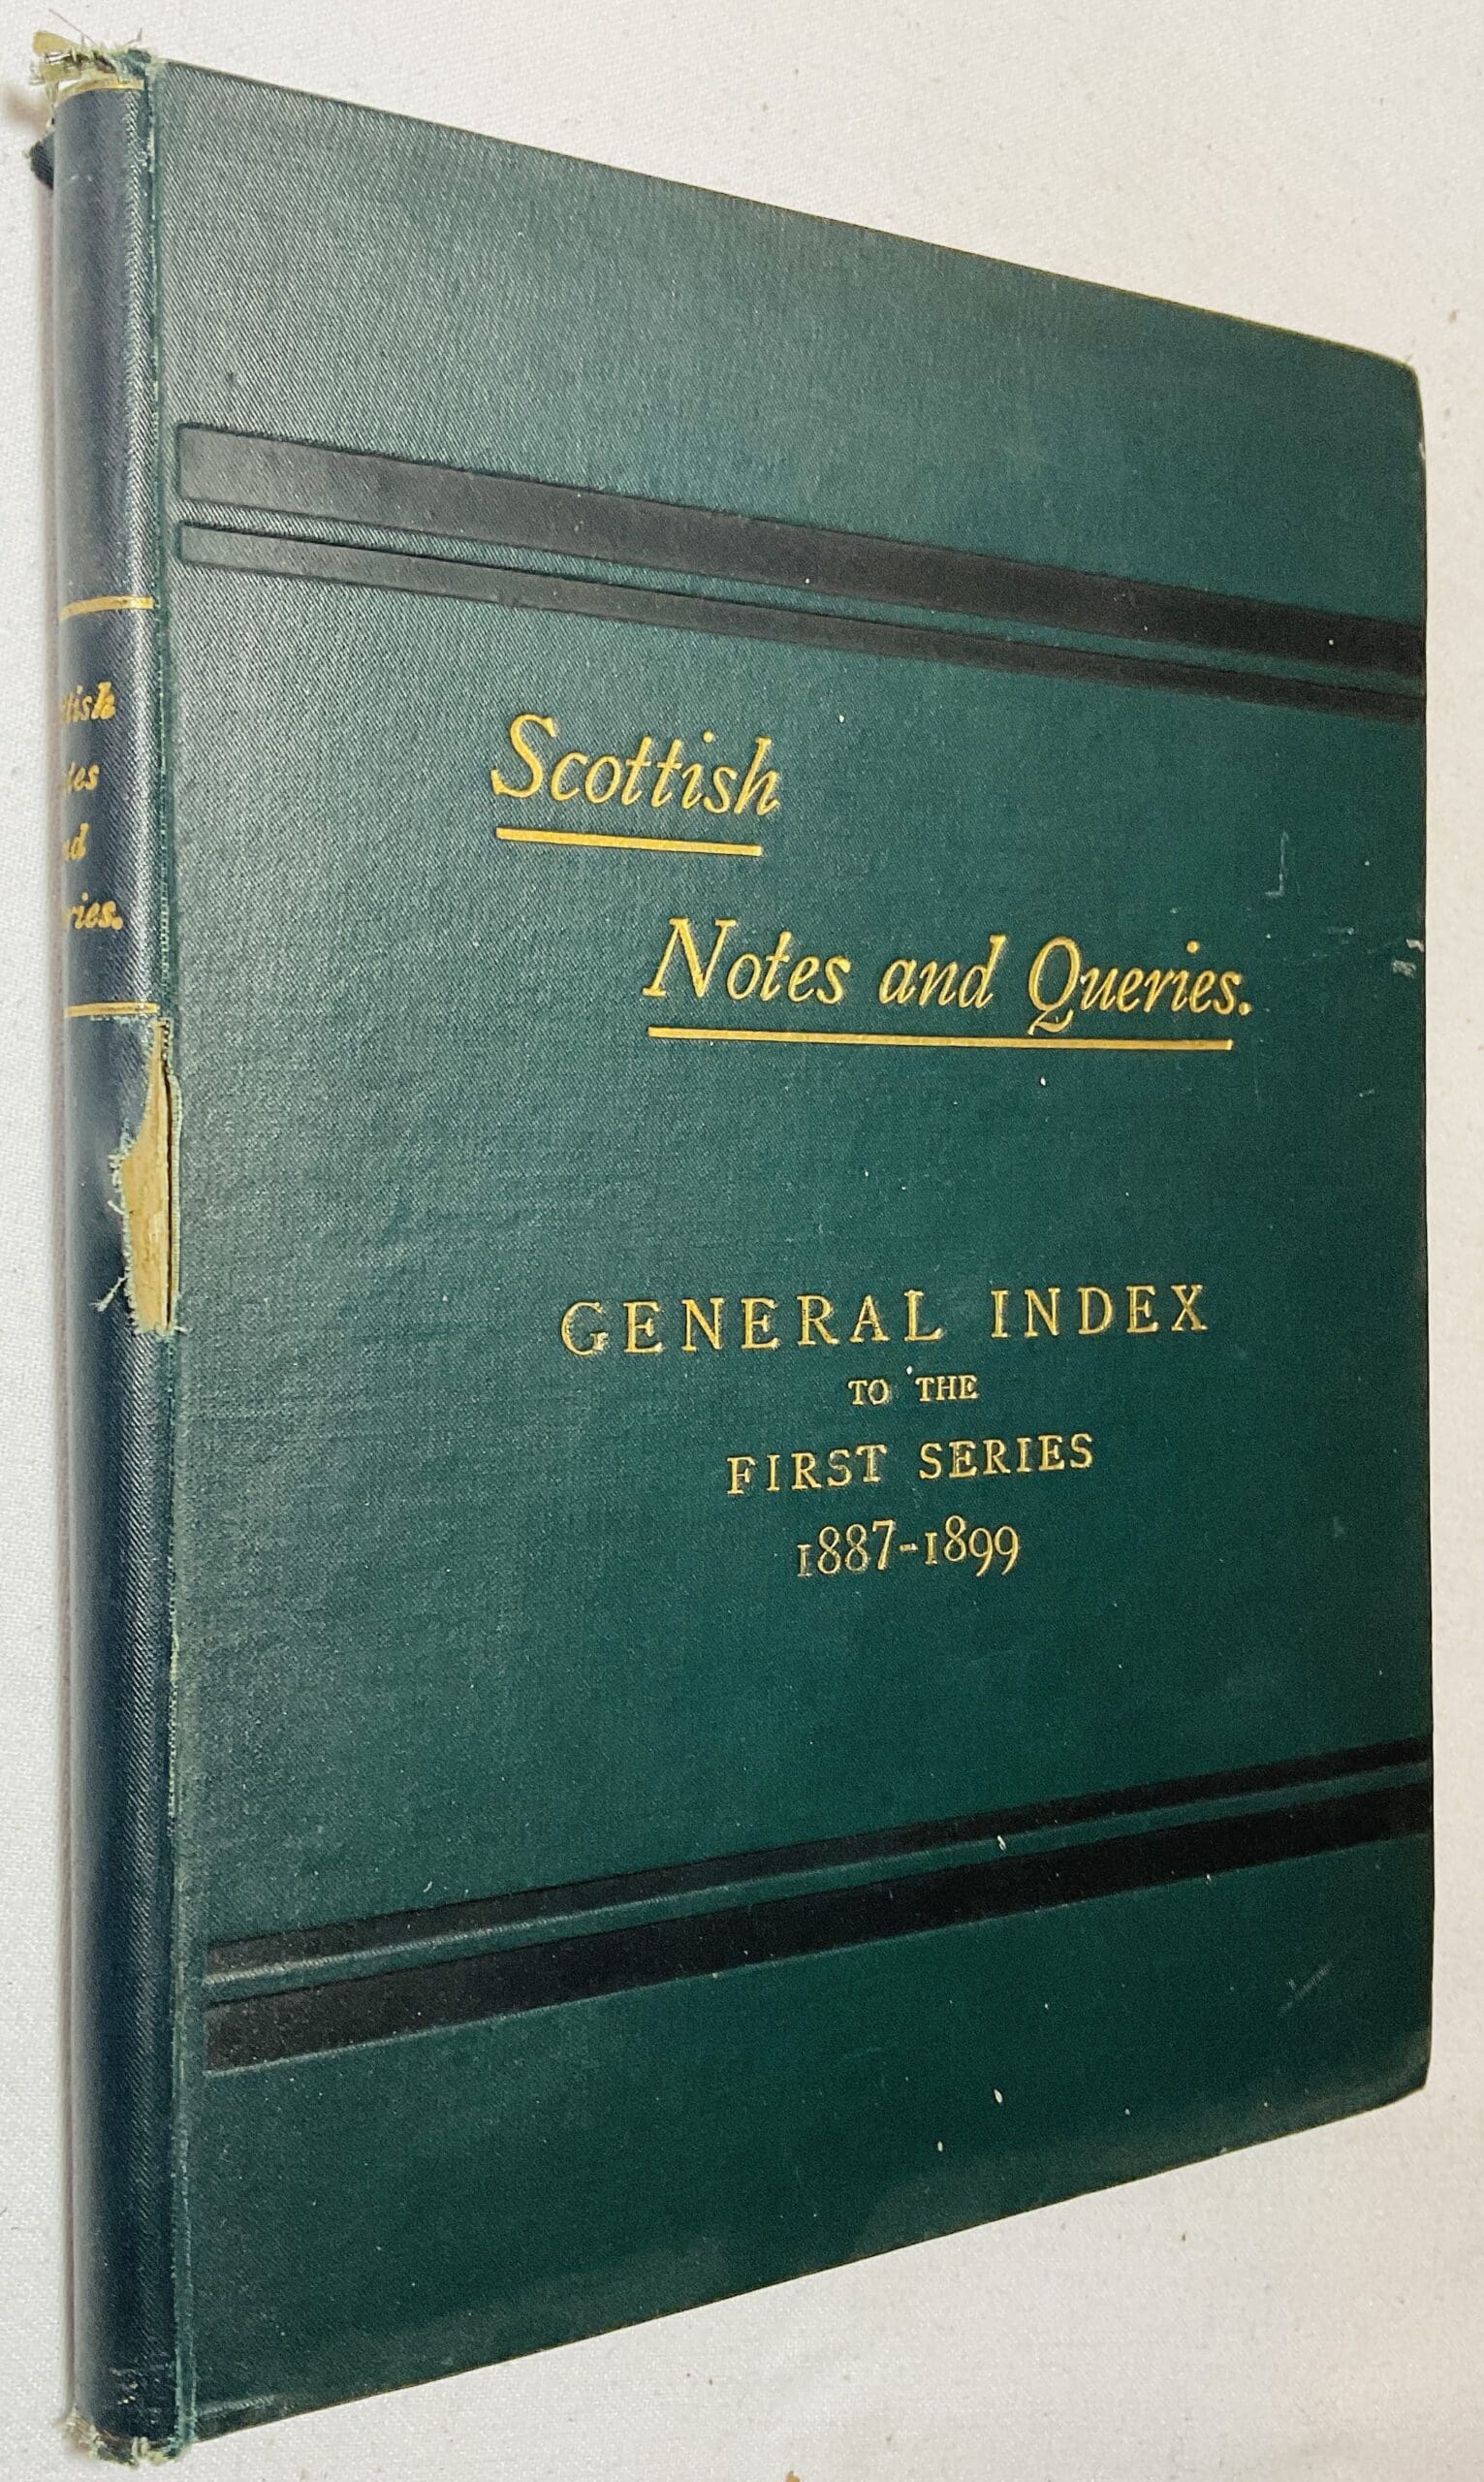 Scottish
Notes and Queries.
GENERAL INDEX
TO THE
FIRST SERIES
1887-1899